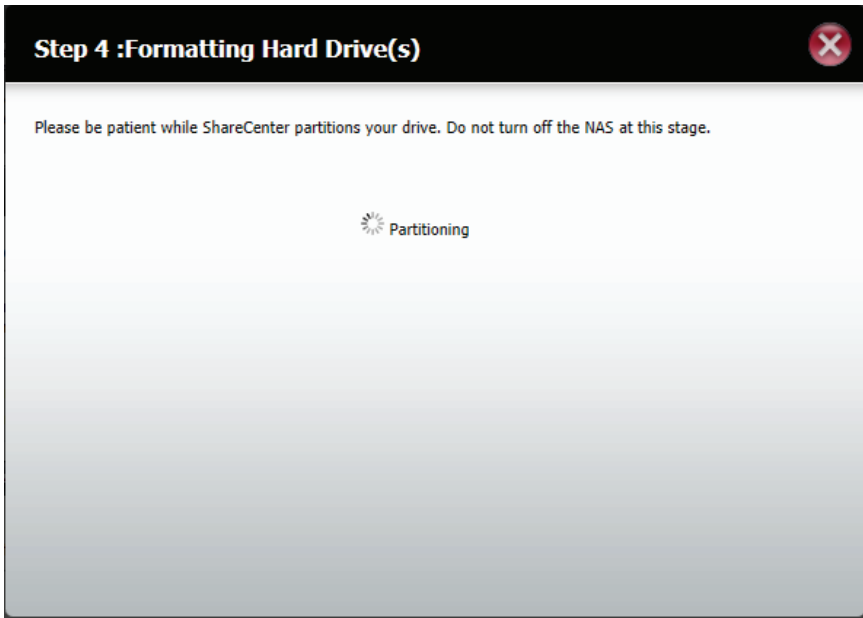 Step 4 :Formatting Hard Drive(s)
Please be patient while ShareCenter partitions your drive. Do not turn off the NAS at this stage.
Partitioning